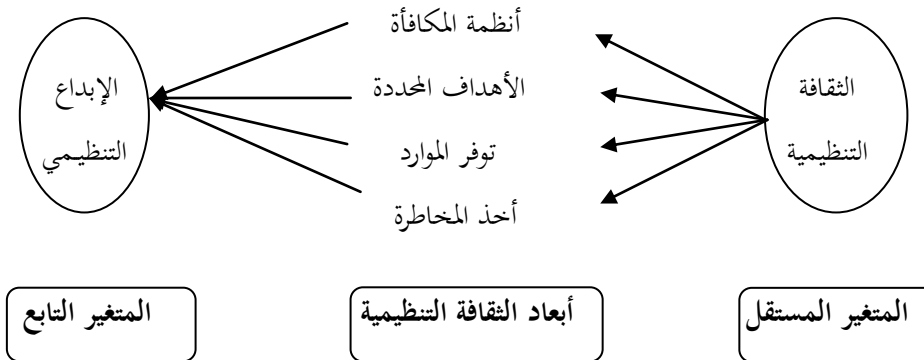 الثقافة
التنظيمية
أنظمة المكافأة
الأهداف المحددة
توفر الموارد
أخذ المخاطرة
الإبداع
التنظيمي
المتغير المستقل
أبعاد الثقافة التنظيمية
المتغير التابع